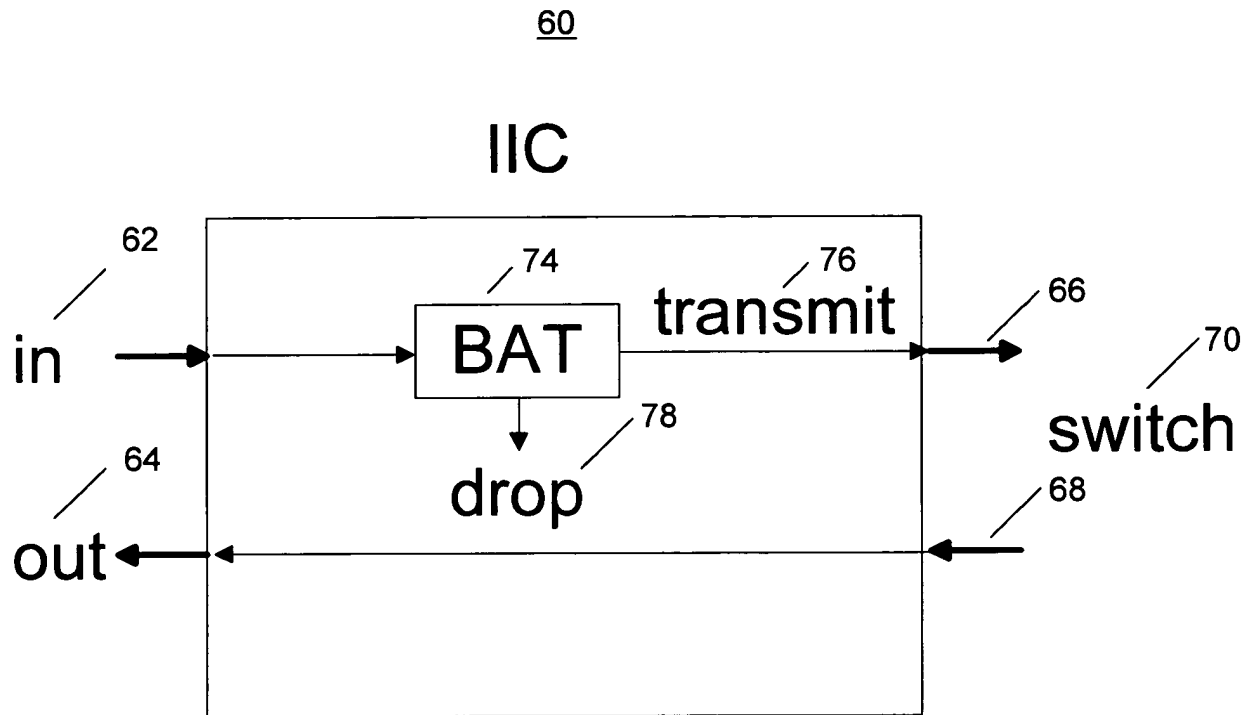 60
IIC
62
74
76
66
in
BAT
transmit
70
switch
64
78
68
drop
out